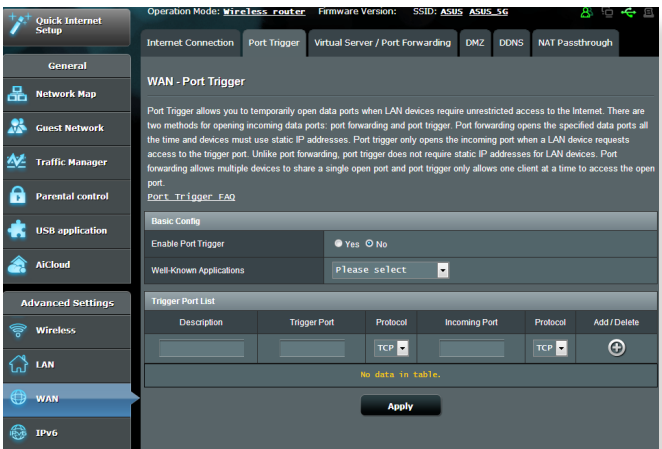 Quick Internet
Setup
General
Network Map
Guest Network
Traffic Manager
Parental control
USB application
AiCloud
Advanced Settings
Wireless
LAN
WAN
IPv6
Operation Mode: Wireless router Firmware Version: SSID: ASUS ASUS_5G
Internet Connection Port Trigger Virtual Server / Port Forwarding DMZ DDNS NAT Passthrough
WAN - Port Trigger
Port Trigger allows you to temporarily open data ports when LAN devices require unrestricted access to the Internet. There are
two methods for opening incoming data ports: port forwarding and port trigger. Port forwarding opens the specified data ports all
the time and devices must use static IP addresses. Port trigger only opens the incoming port when a LAN device requests
access to the trigger port. Unlike port forwarding, port trigger does not require static IP addresses for LAN devices. Port
forwarding allows multiple devices to share a single open port and port trigger only allows one client at a time to access the open
port.
Port Trigger FAQ
Basic Config
Enable Port Trigger Yes No
Well-Known Applications Please select
Trigger Port List
Description Trigger Port Protocol Incoming Port Protocol Add / Delete
TCP TCP
No data in table.
Apply